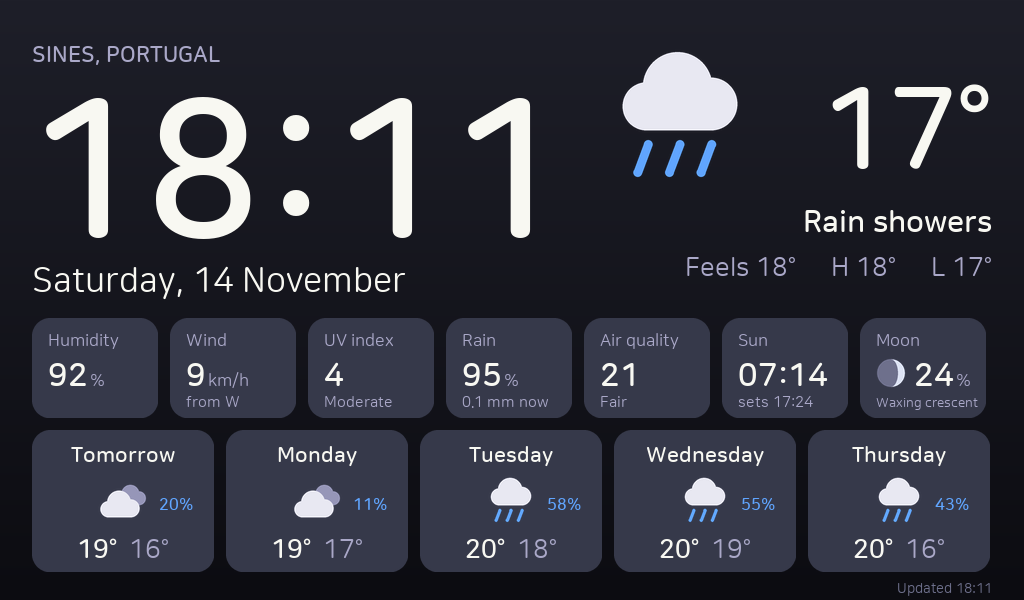 SINES, PORTUGAL
18:11
Saturday, 14 November
17°
Rain showers
Feels 18° H 18° L 17°
Humidity
92%
Wind
9 km/h
from W
UV index
4
Moderate
Rain
95%
0.1 mm now
Air quality
21
Fair
Sun
07:14
sets 17:24
Moon
24%
Waxing crescent
Tomorrow
20%
19° 16°
Monday
11%
19° 17°
Tuesday
58%
20° 18°
Wednesday
55%
20° 19°
Thursday
43%
20° 16°
Updated 18:11